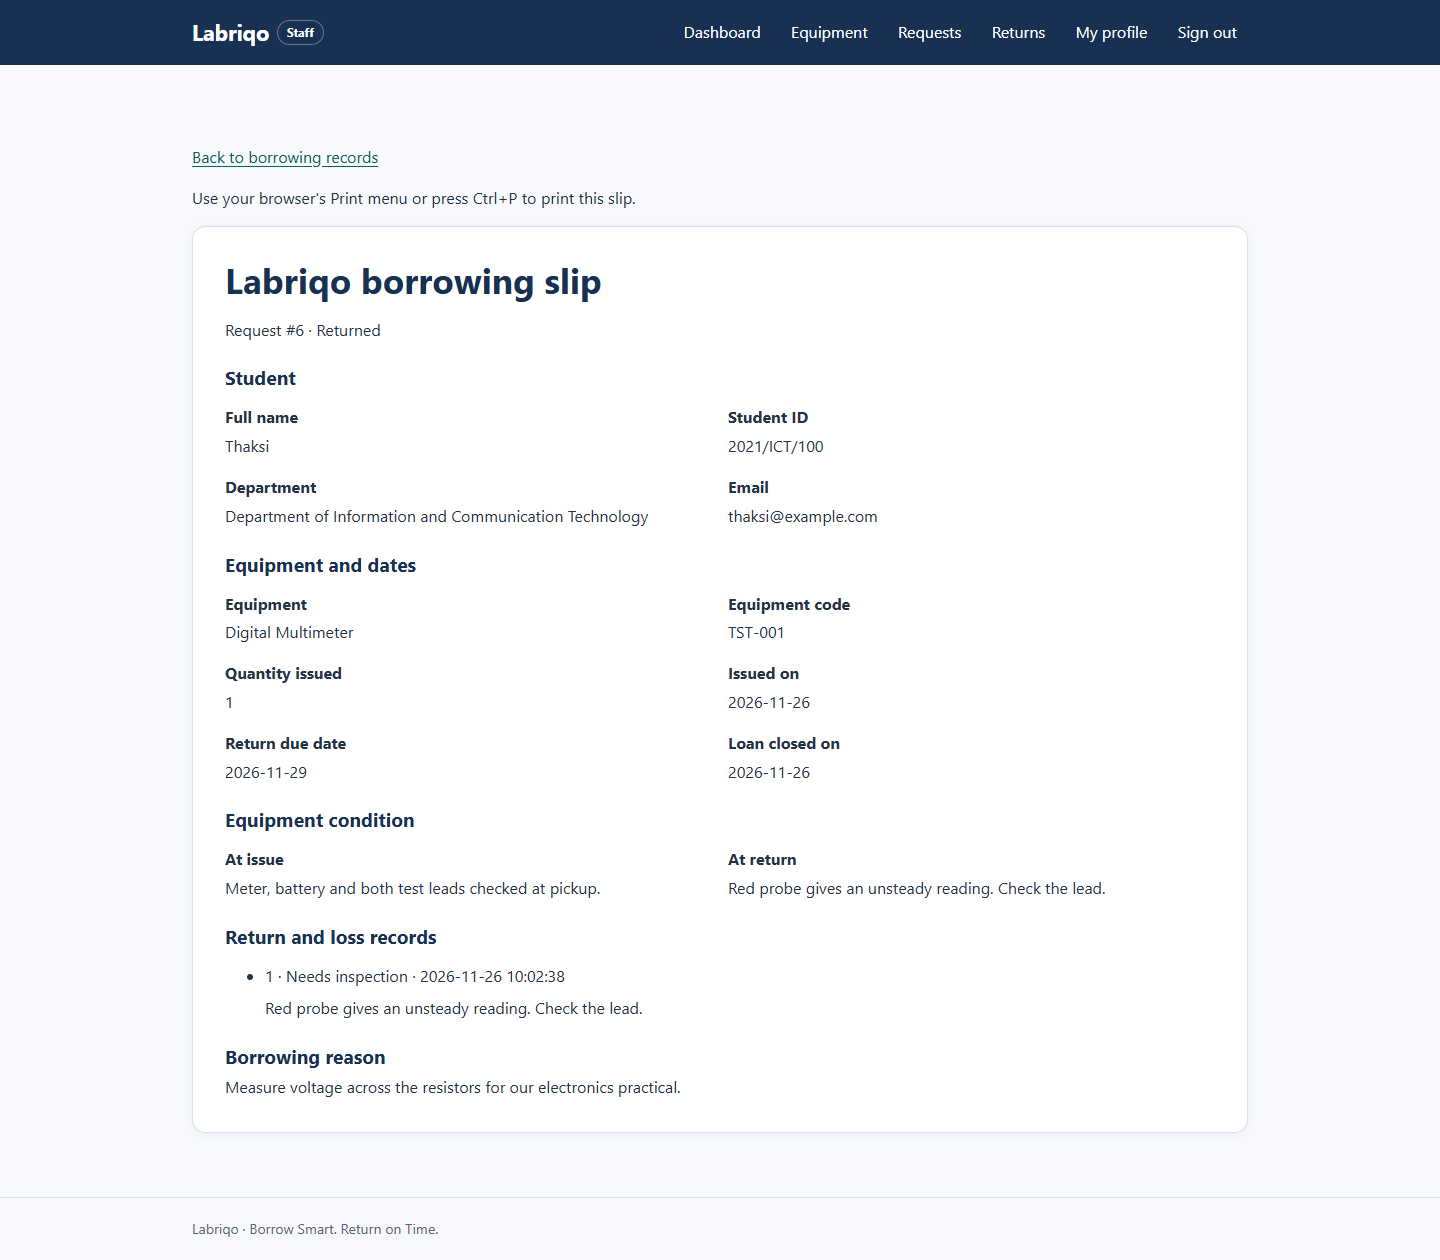 Labriqo Staff Dashboard Equipment Requests Returns My profile Sign out
Back to borrowing records
Use your browser's Print menu or press Ctrl+P to print this slip.
Labriqo borrowing slip
Request #6 · Returned
Student
Full name
Thaksi
Student ID
2021/ICT/100
Department
Department of Information and Communication Technology
Email
thaksi@example.com
Equipment and dates
Equipment
Digital Multimeter
Equipment code
TST-001
Quantity issued
1
Issued on
2026-11-26
Return due date
2026-11-29
Loan closed on
2026-11-26
Equipment condition
At issue
Meter, battery and both test leads checked at pickup.
At return
Red probe gives an unsteady reading. Check the lead.
Return and loss records
• 1 · Needs inspection · 2026-11-26 10:02:38
Red probe gives an unsteady reading. Check the lead.
Borrowing reason
Measure voltage across the resistors for our electronics practical.
Labriqo · Borrow Smart. Return on Time.